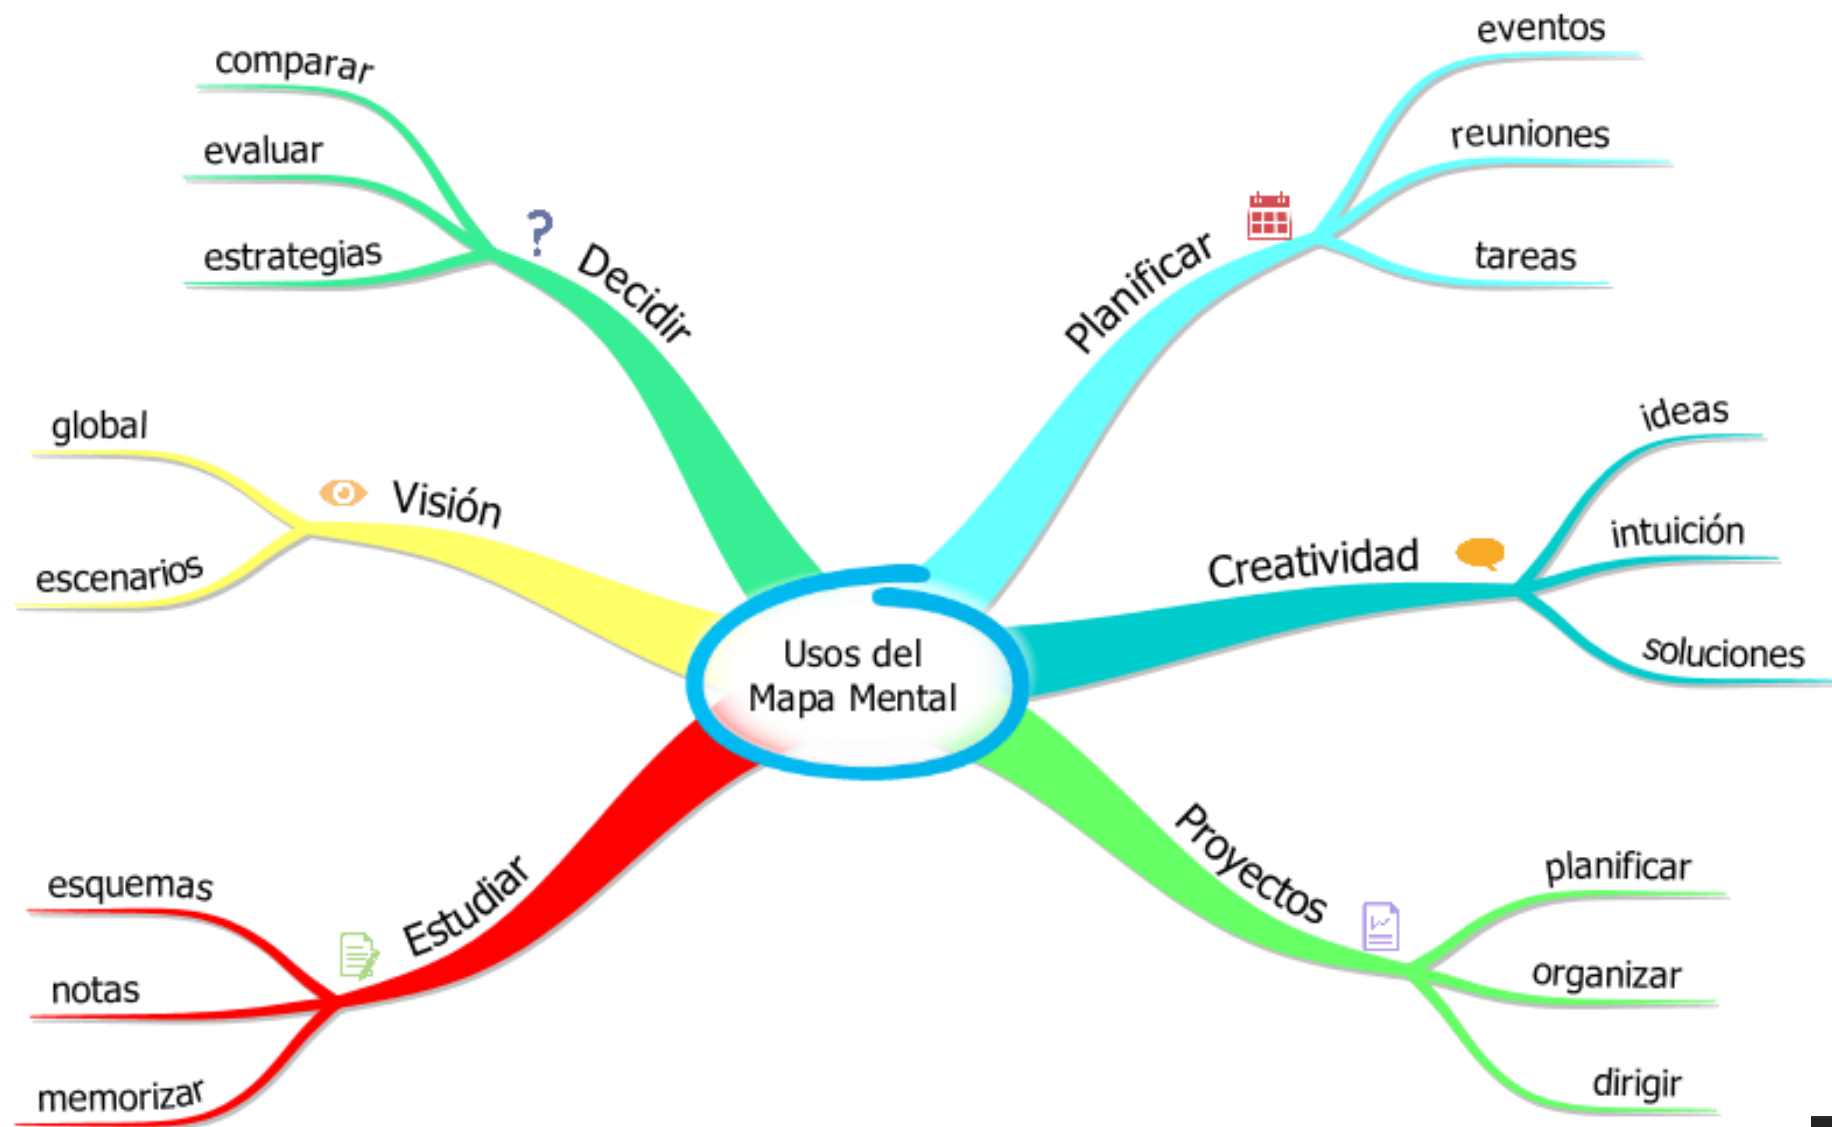 Usos del
Mapa Mental
Planificar
eventos
reuniones
tareas
Creatividad
ideas
intuición
soluciones
Proyectos
planificar
organizar
dirigir
Estudiar
esquemas
notas
memorizar
Visión
global
escenarios
Decidir
comparar
evaluar
estrategias